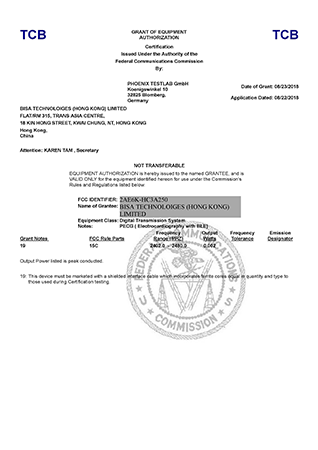 TCB
GRANT OF EQUIPMENT
AUTHORIZATION
TCB
Certification
Issued Under the Authority of the
Federal Communications Commission
By:
PHOENIX TESTLAB GmbH
Koenigswinkel 10
32825 Blomberg,
Germany
Date of Grant: 08/23/2018
Application Dated: 08/22/2018
BISA TECHNOLOIGES (HONG KONG) LIMITED
FLAT/RM 315, TRANS ASIA CENTRE,
18 KIN HONG STREET, KWAI CHUNG, NT, HONG KONG
Hong Kong,
China
Attention: KAREN TAM , Secretary
NOT TRANSFERABLE
EQUIPMENT AUTHORIZATION is hereby issued to the named GRANTEE, and is
VALID ONLY for the equipment identified hereon for use under the Commission's
Rules and Regulations listed below.
FCC IDENTIFIER: 2AE6K-HC3A250
Name of Grantee: BISA TECHNOLOIGES (HONG KONG)
LIMITED
Equipment Class: Digital Transmission System
Notes: PECG ( Electrocardiography with BLE)
Grant Notes FCC Rule Parts Frequency Range (MHZ) Output Watts Frequency Tolerance Emission Designator
19 15C 2402.0 - 2480.0 0.002
Output Power listed is peak conducted.
19: This device must be marketed with a shielded interface cable which incorporates ferrite cores equal in quantity and type to
those used during Certification testing.
COMMUNICATIONS
COMMISSION